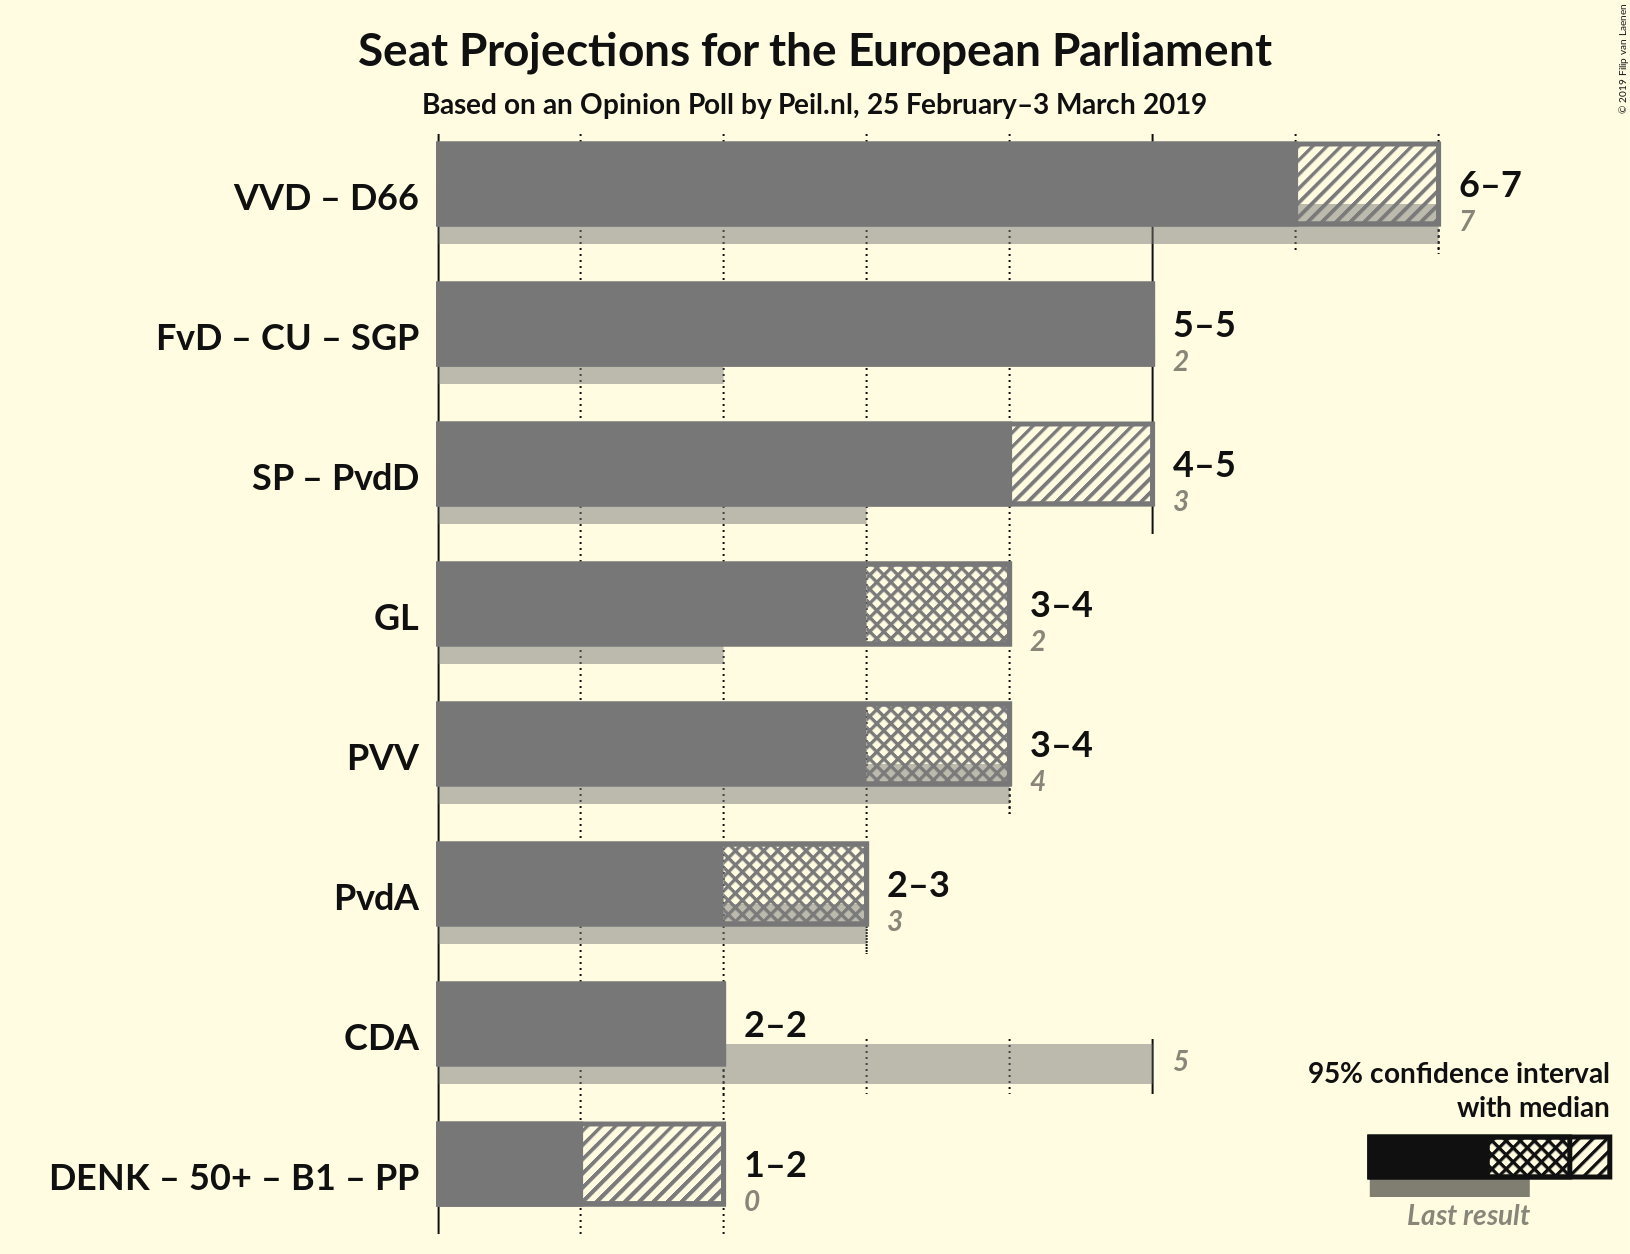 Seat Projections for the European Parliament
Based on an Opinion Poll by Peil.nl, 25 February–3 March 2019
© 2019 Filip van Laenen
VVD – D66
6–7
7
FvD – CU – SGP
5–5
2
SP – PvdD
4–5
3
GL
3–4
2
PVV
3–4
4
PvdA
2–3
3
CDA
2–2
5
DENK – 50+ – B1 – PP
1–2
0
95% confidence interval
with median
Last result